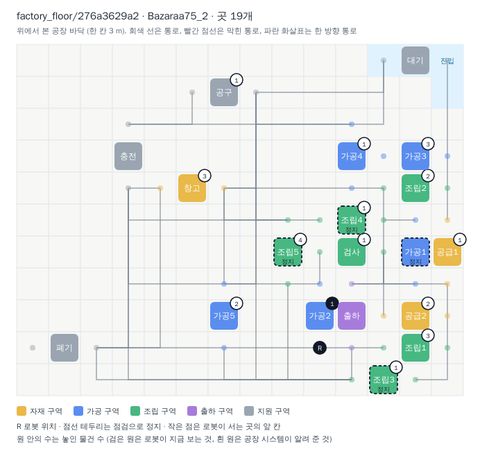 factory_floor/276a3629a2 · Bazaraa75_2 · 곳 19개
위에서 본 공장 바닥 (한 칸 3 m). 회색 선은 통로, 빨간 점선은 막힌 통로, 파란 화살표는 한 방향 통로
대기
진입
공구 1
충전
가공4 1
가공3 3
창고 3
조립2 2
조립4 1
정지
조립5 4
정지
검사 1
가공1
정지
공급1 1
가공5 2
가공2 1
출하
공급2 2
폐기
R
조립1 3
조립3 1
정지
자재 구역
가공 구역
조립 구역
출하 구역
지원 구역
R 로봇 위치 · 점선 테두리는 점검으로 정지 · 작은 점은 로봇이 서는 곳의 앞 칸
원 안의 수는 놓인 물건 수 (검은 원은 로봇이 지금 보는 것, 흰 원은 공장 시스템이 알려 준 것)